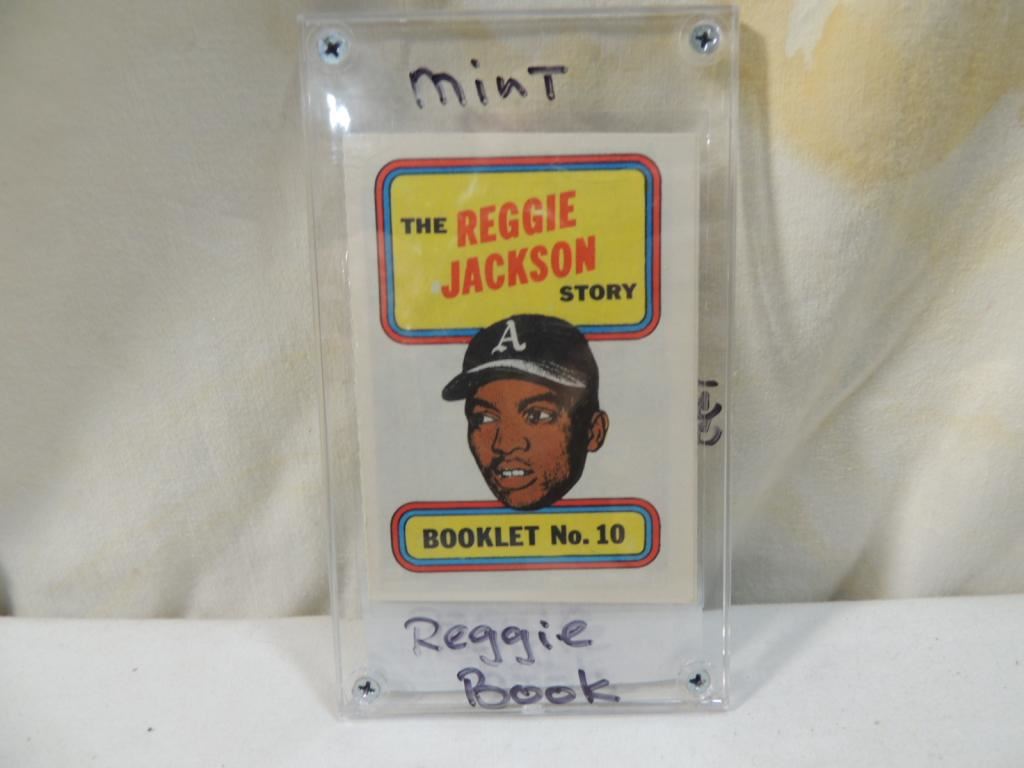 minT
THE REGGIE
JACKSON
STORY
A
BOOKLET No. 10
Reggie
Book